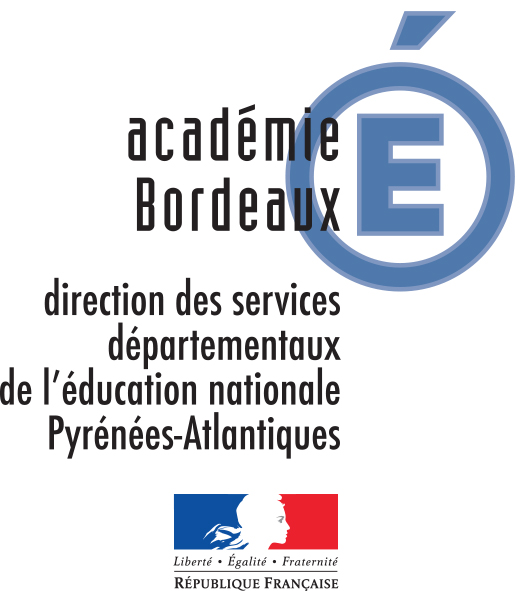 académie
Bordeaux
É
direction des services
départementaux
de l'éducation nationale
Pyrénées-Atlantiques
Liberté • Égalité • Fraternité
RÉPUBLIQUE FRANÇAISE